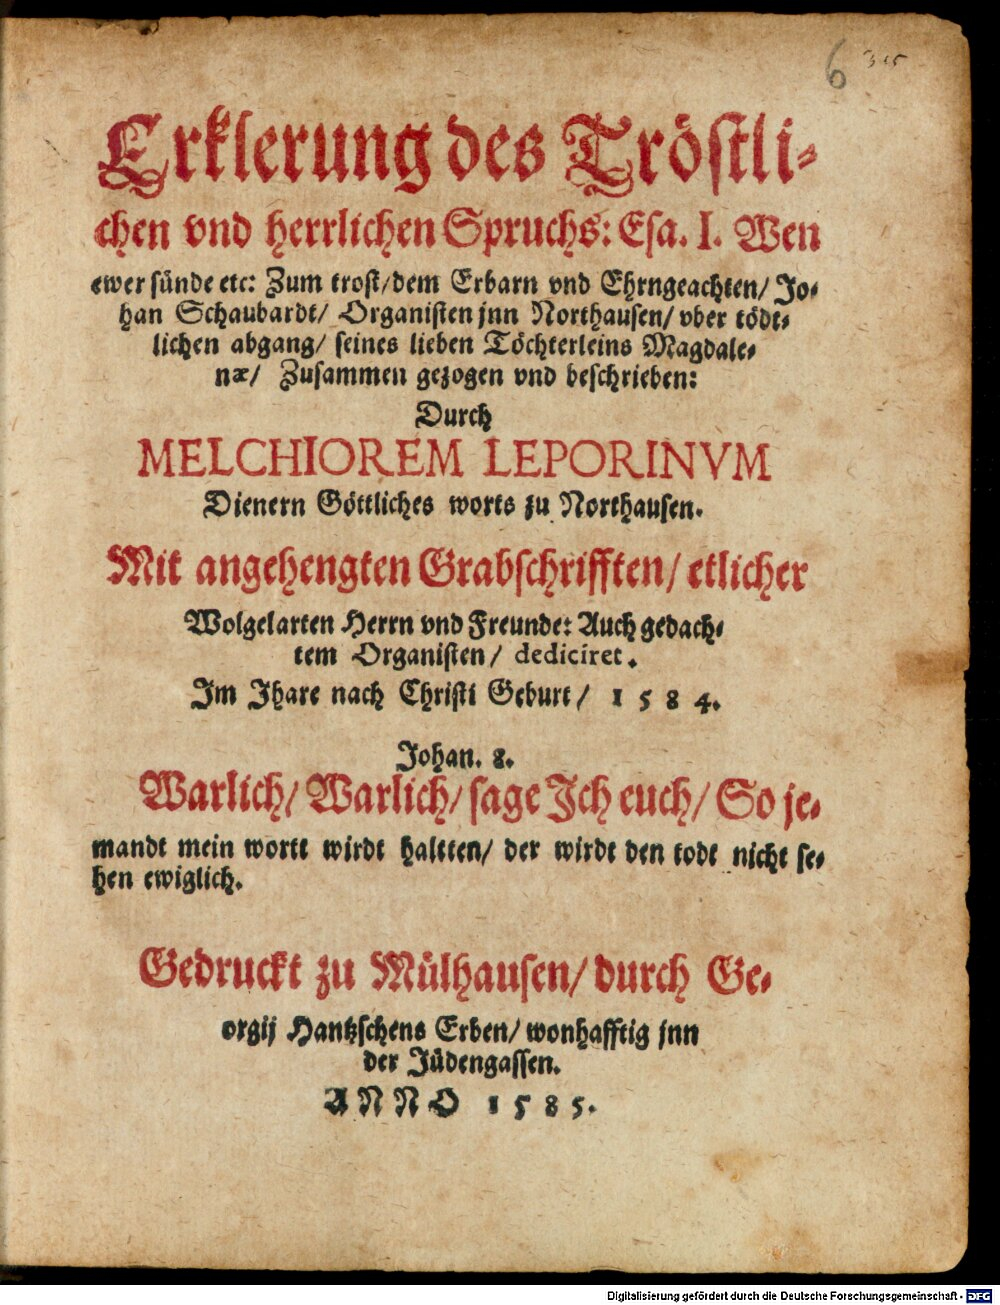 6 315
Erklerung des Tröstli-
chen vnd herrlichen Spruchs: Esa. I. Wen
ewer sünde etc: Zum trost/dem Erbarn vnd Ehrngeachten/ Jo-
han Schaubardt/ Organisten jnn Northausen/ vber tödt-
lichen abgang/ seines lieben Töchterleins Magdale-
næ/ Zusammen gezogen vnd beschrieben:
Durch
MELCHIOREM LEPORINVM
Dienern Göttliches worts zu Northausen.
Mit angehengten Grabschrifften/ etlicher
Wolgelarten Herrn vnd Freunde: Auch gedach-
tem Organisten/ dediciret.
Im Jhare nach Christi Geburt/ 1584.
Johan. 8.
Warlich/ Warlich/ sage Ich euch/ So je-
mandt mein wortt wirdt haltten/ der wirdt den todt nicht se-
hen ewiglich.
Gedruckt zu Mülhausen/ durch Ge-
orgij Hantzschens Erben/ wonhafftig jnn
der Jüdengassen.
ANNO 1585.
Digitalisierung gefördert durch die Deutsche Forschungsgemeinschaft - DFG